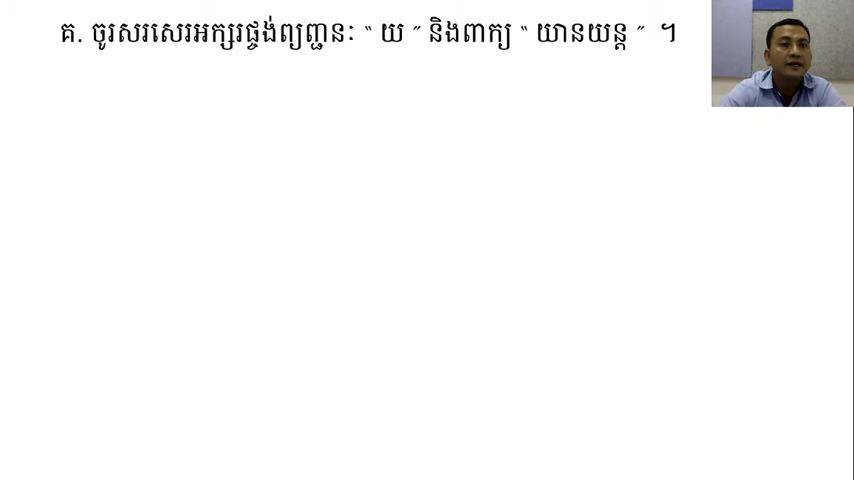 គ. ចូរសរសេរអក្សរផ្ចង់ព្យញ្ជនៈ “ យ ” និងពាក្យ “ យានយន្ត ” ។